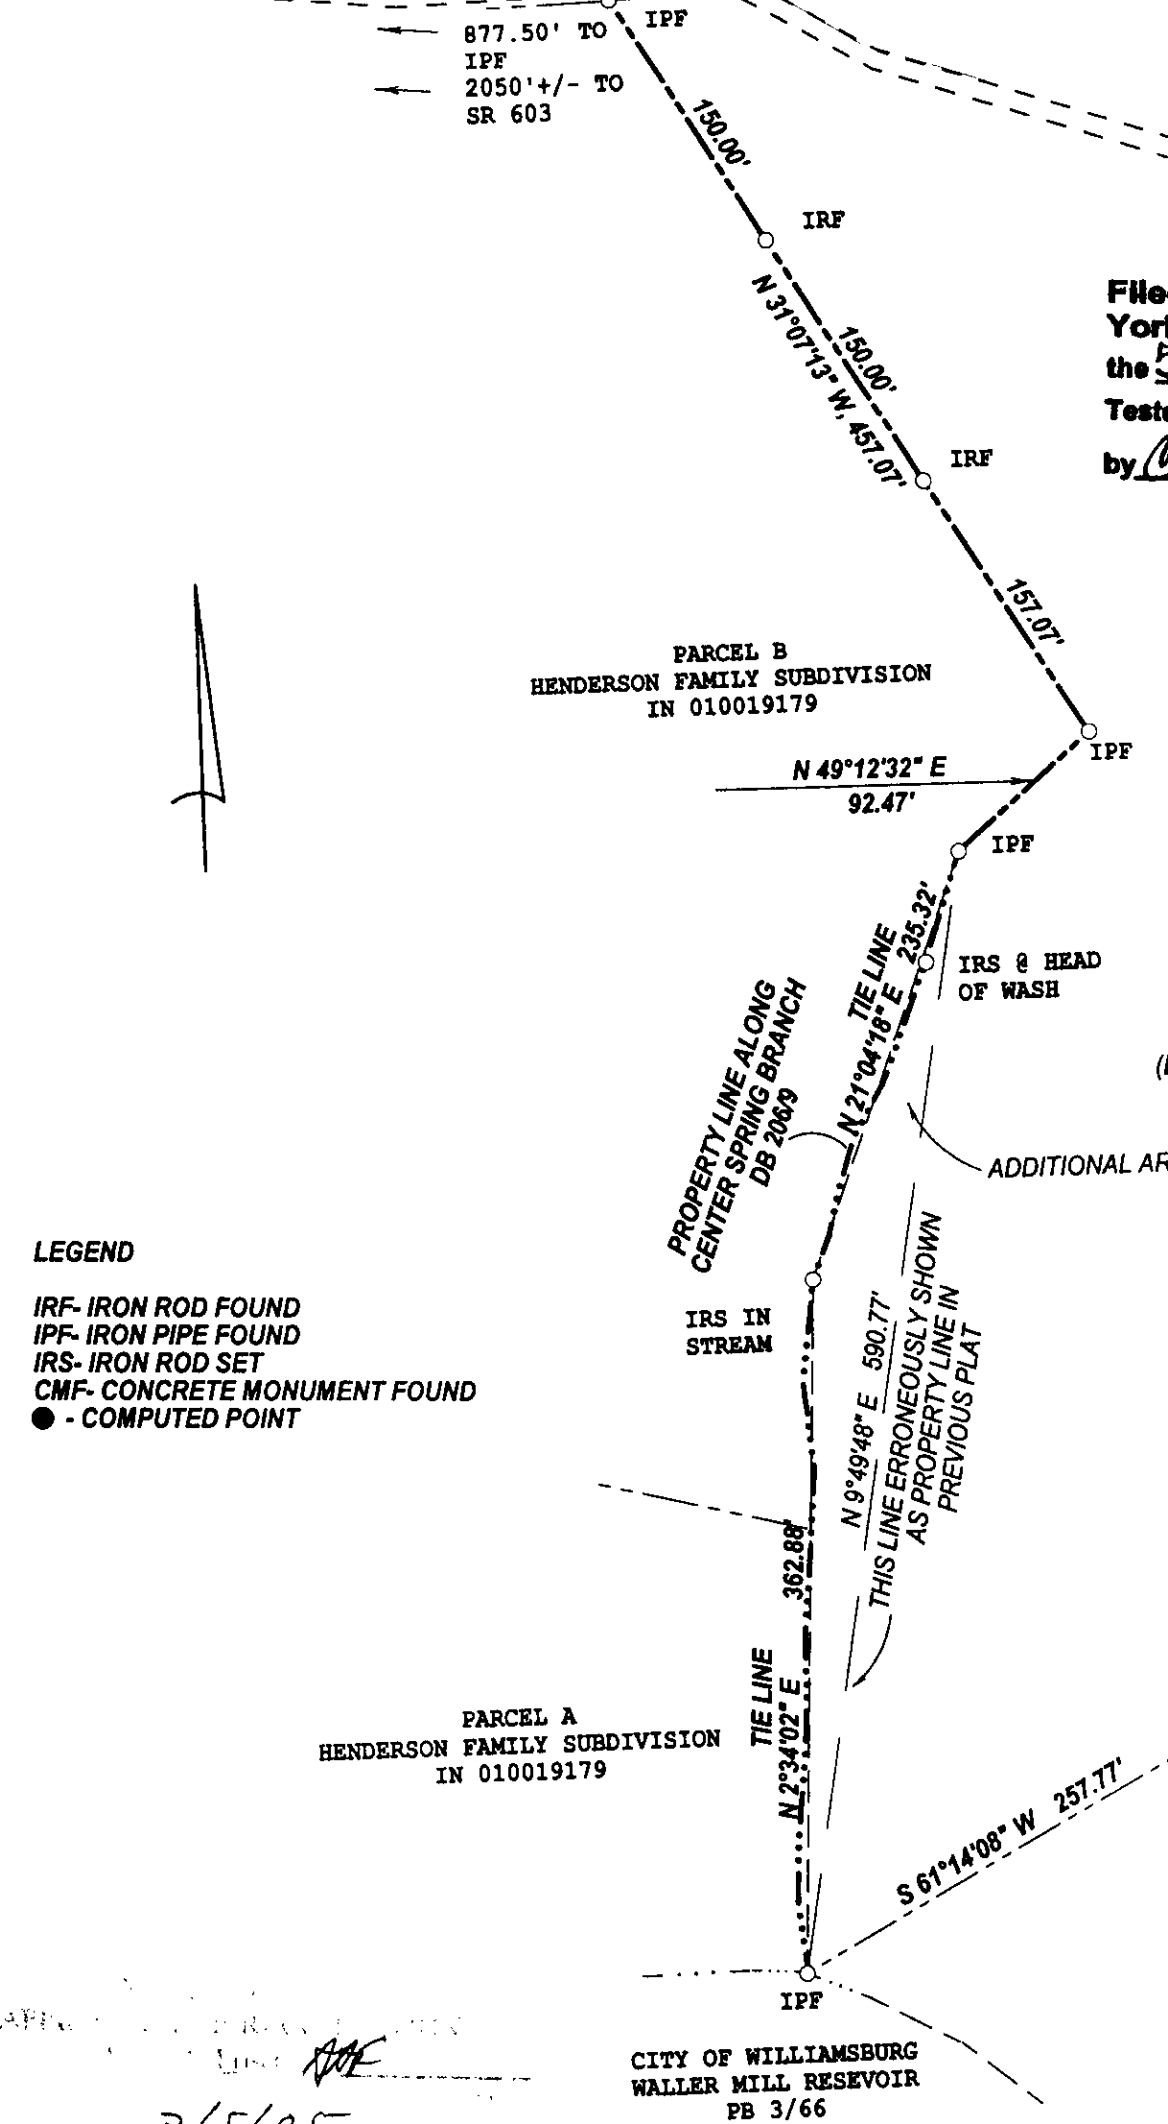 877.50' TO
IPF
2050'+/- TO
SR 603
IPF
150.00'
IRF
N 31°07'13" W, 457.07'
150.00'
IRF
the
by
157.07'
PARCEL B
HENDERSON FAMILY SUBDIVISION
IN 010019179
IPF
N 49°12'32" E
92.47'
IPF
TIE LINE
N 21°04'18" E 235.32'
IRS @ HEAD
OF WASH
PROPERTY LINE ALONG
CENTER SPRING BRANCH
DB 206/9
ADDITIONAL AR
LEGEND
IRF- IRON ROD FOUND
IPF- IRON PIPE FOUND
IRS- IRON ROD SET
CMF- CONCRETE MONUMENT FOUND
- COMPUTED POINT
IRS IN
STREAM
N 9°49'48" E 590.77'
THIS LINE ERRONEOUSLY SHOWN
AS PROPERTY LINE IN
PREVIOUS PLAT
TIE LINE
N 2°34'02" E 362.88'
PARCEL A
HENDERSON FAMILY SUBDIVISION
IN 010019179
S 61°14'08" W 257.77'
IPF
CITY OF WILLIAMSBURG
WALLER MILL RESEVOIR
PB 3/66